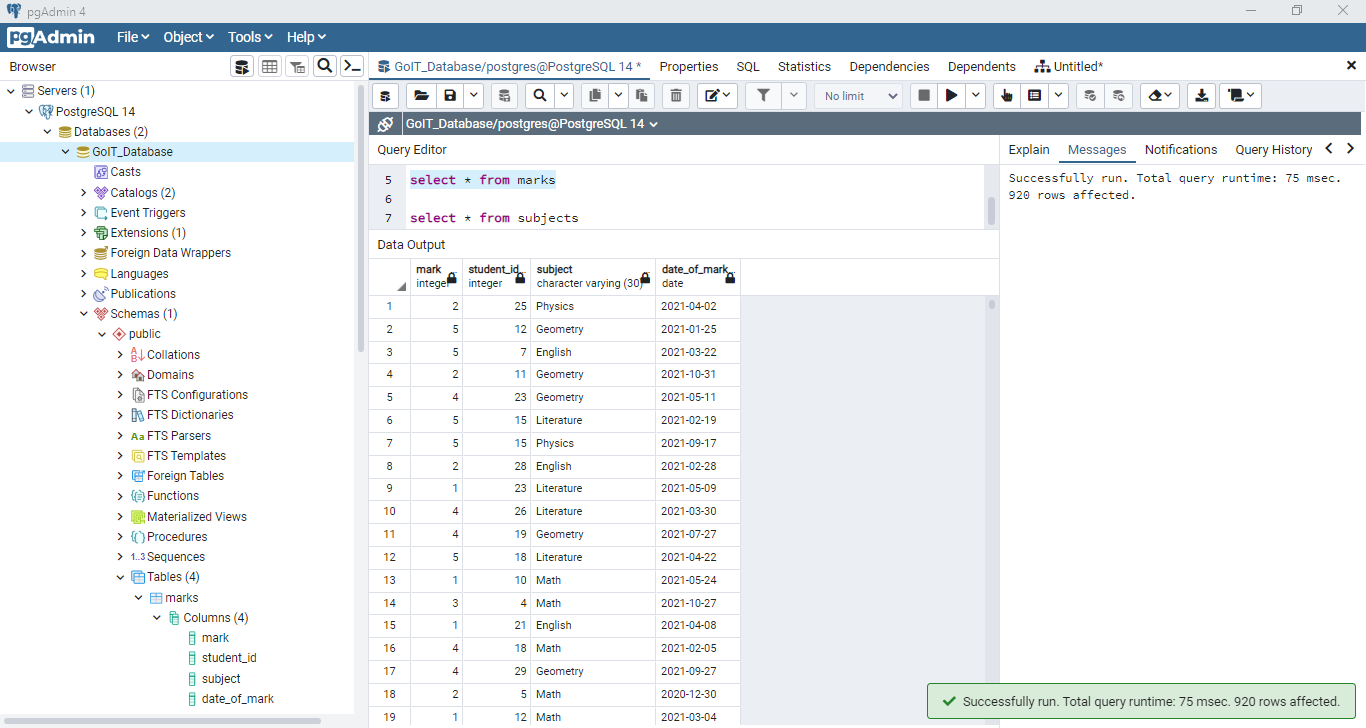 pgAdmin 4
pgAdmin File Object Tools Help
Browser
GoIT_Database/postgres@PostgreSQL 14 * Properties SQL Statistics Dependencies Dependents Untitled*
No limit
GoIT_Database/postgres@PostgreSQL 14
Servers (1)
PostgreSQL 14
Databases (2)
GoIT_Database
Casts
Catalogs (2)
Event Triggers
Extensions (1)
Foreign Data Wrappers
Languages
Publications
Schemas (1)
public
Collations
Domains
FTS Configurations
FTS Dictionaries
Aa FTS Parsers
FTS Templates
Foreign Tables
Functions
Materialized Views
Procedures
1..3 Sequences
Tables (4)
marks
Columns (4)
mark
student_id
subject
date_of_mark
Query Editor
5 select * from marks
6
7 select * from subjects
Data Output
mark student_id subject date_of_mark
integer integer character varying (30) date
1 2 25 Physics 2021-04-02
2 5 12 Geometry 2021-01-25
3 5 7 English 2021-03-22
4 2 11 Geometry 2021-10-31
5 4 23 Geometry 2021-05-11
6 5 15 Literature 2021-02-19
7 5 15 Physics 2021-09-17
8 2 28 English 2021-02-28
9 1 23 Literature 2021-05-09
10 4 26 Literature 2021-03-30
11 4 19 Geometry 2021-07-27
12 5 18 Literature 2021-04-22
13 1 10 Math 2021-05-24
14 3 4 Math 2021-10-27
15 1 21 English 2021-04-08
16 4 18 Math 2021-02-05
17 4 29 Geometry 2021-09-27
18 2 5 Math 2020-12-30
19 1 12 Math 2021-03-04
Explain Messages Notifications Query History
Successfully run. Total query runtime: 75 msec.
920 rows affected.
Successfully run. Total query runtime: 75 msec. 920 rows affected.